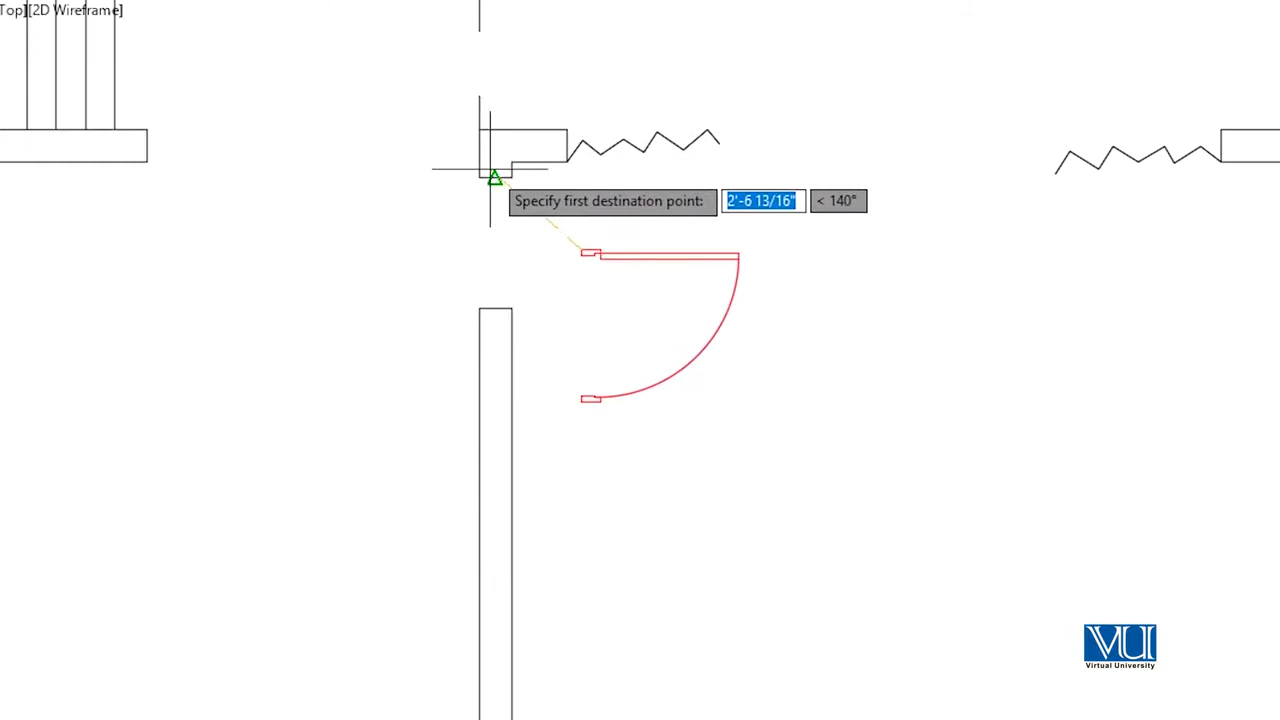 Top][2D Wireframe]
Specify first destination point: 2'-6 13/16" < 140°
VU
Virtual University